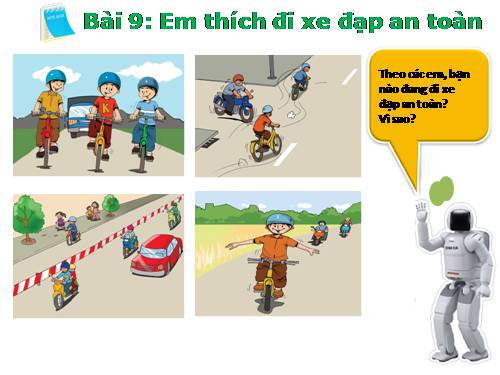 Bài 9: Em thích đi xe đạp an toàn
Theo các em, bạn
nào đang đi xe
đạp an toàn?
Vì sao?
K